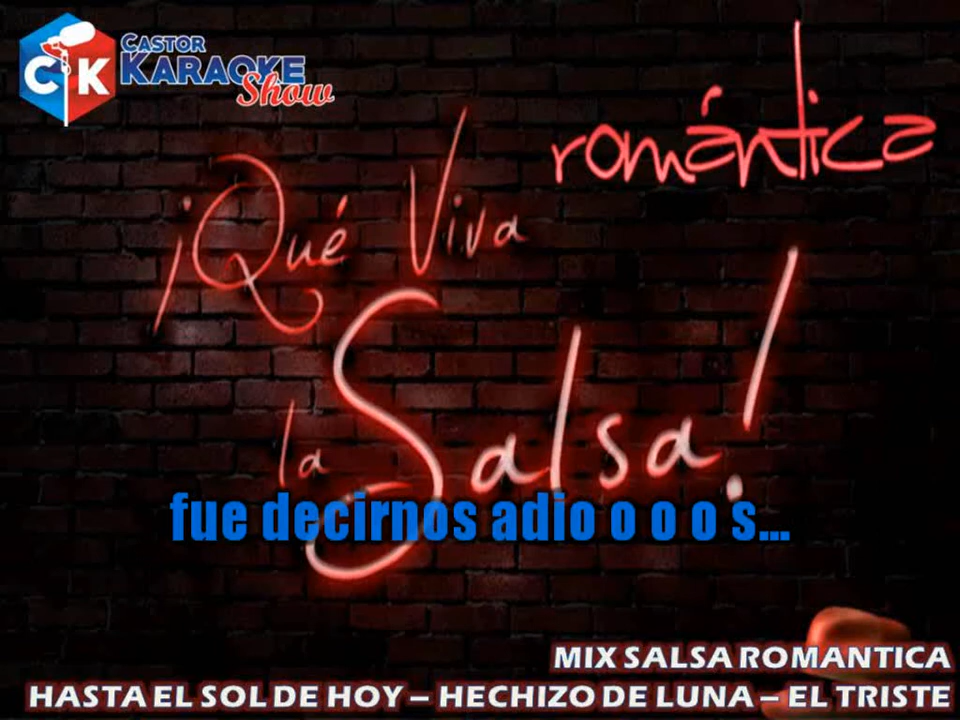 CK
CASTOR
KARAOKE
Show
romántica
¡Qué Viva
la Salsa!
fue decirnos adio o o o s...
MIX SALSA ROMANTICA
HASTA EL SOL DE HOY – HECHIZO DE LUNA – EL TRISTE